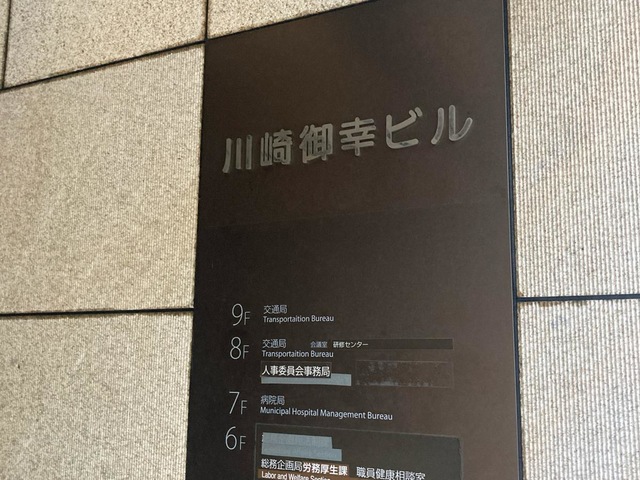 川崎御幸ビル
9F 交通局
Transportaition Bureau
8F 交通局 会議室 研修センター
Transportaition Bureau
人事委員会事務局
7F 病院局
Municipal Hospital Management Bureau
6F
総務企画局労務厚生課 職員健康相談室
Labor and Welfare Section